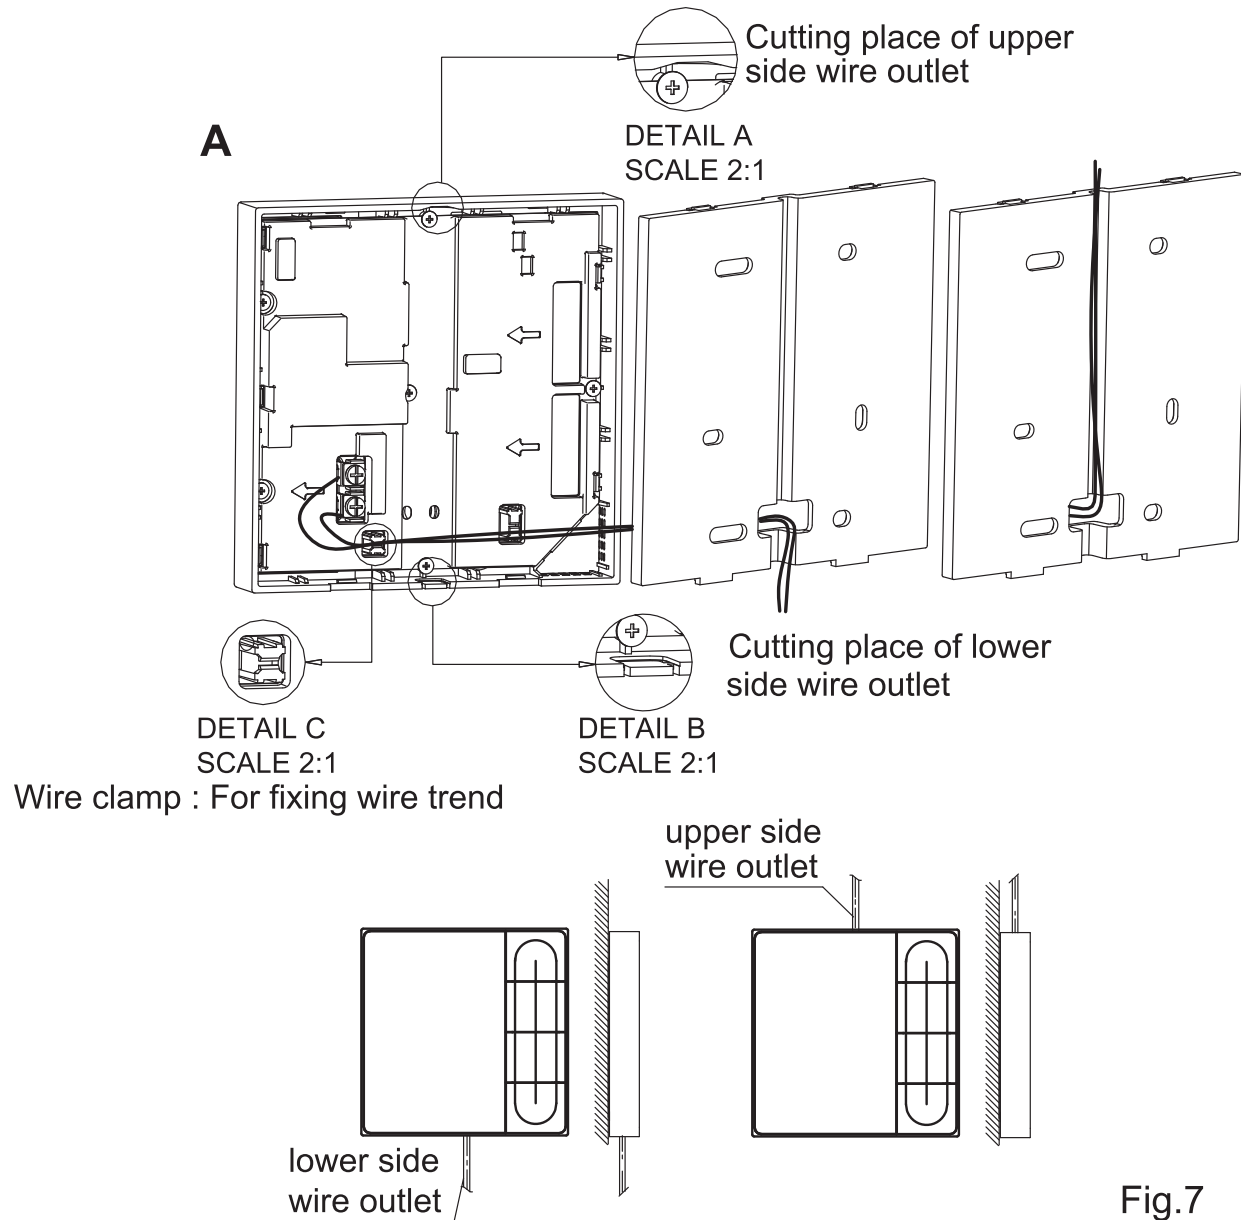 Cutting place of upper
side wire outlet
A
DETAIL A
SCALE 2:1
Cutting place of lower
side wire outlet
DETAIL C
SCALE 2:1
DETAIL B
SCALE 2:1
Wire clamp : For fixing wire trend
upper side
wire outlet
lower side
wire outlet
Fig.7